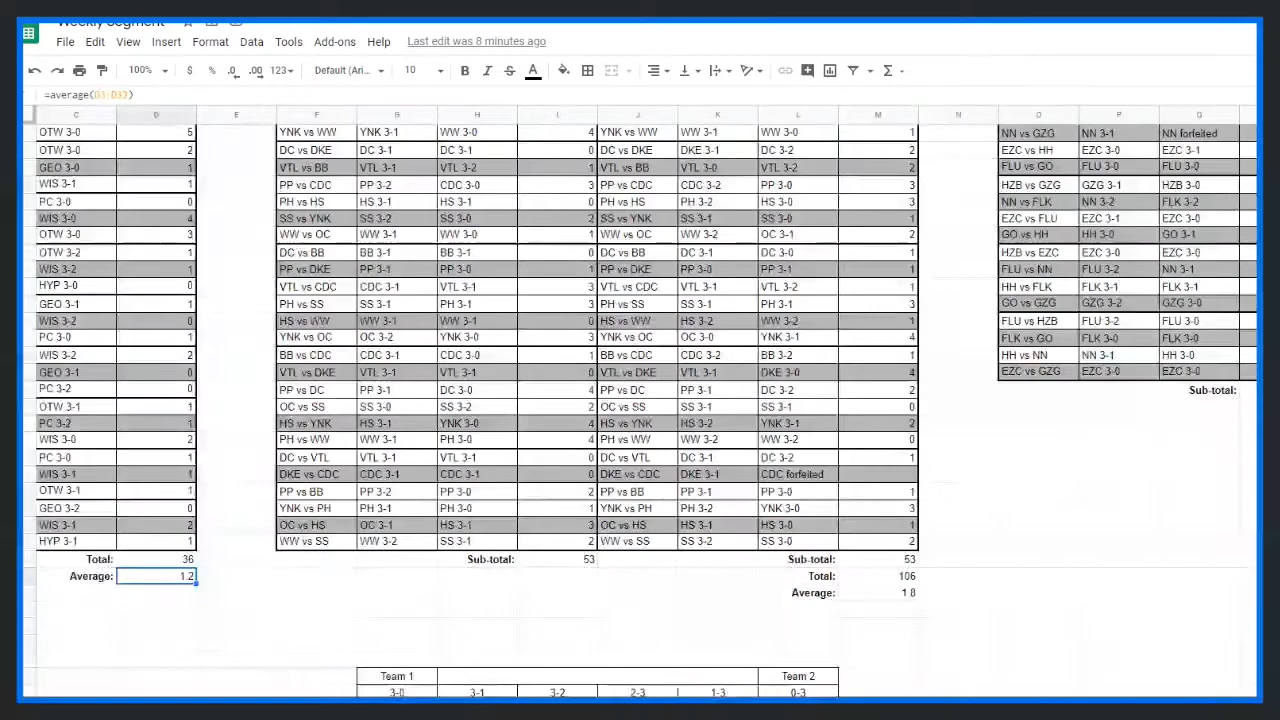 Weekly Segment
File Edit View Insert Format Data Tools Add-ons Help Last edit was 8 minutes ago
100% $ % .0 .00 123 Default (Ari... 10 B I S A
=average(D3:D32)
C D E F G H I J K L M N O P Q
OTW 3-0 5 YNK vs WW YNK 3-1 WW 3-0 4 YNK vs WW WW 3-1 WW 3-0 1 NN vs GZG NN 3-1 NN forfeited
OTW 3-0 2 DC vs DKE DC 3-1 DC 3-1 0 DC vs DKE DKE 3-1 DC 3-2 2 EZC vs HH EZC 3-0 EZC 3-1
GEO 3-0 1 VTL vs BB VTL 3-1 VTL 3-2 1 VTL vs BB VTL 3-0 VTL 3-2 2 FLU vs GO FLU 3-0 FLU 3-0
WIS 3-1 1 PP vs CDC PP 3-2 CDC 3-0 3 PP vs CDC CDC 3-2 PP 3-0 3 HZB vs GZG GZG 3-1 HZB 3-0
PC 3-0 0 PH vs HS HS 3-1 HS 3-1 0 PH vs HS PH 3-2 HS 3-0 3 NN vs FLK NN 3-2 FLK 3-2
WIS 3-0 4 SS vs YNK SS 3-2 SS 3-0 2 SS vs YNK SS 3-1 SS 3-0 1 EZC vs FLU EZC 3-1 EZC 3-0
OTW 3-0 3 WW vs OC WW 3-1 WW 3-0 1 WW vs OC WW 3-2 OC 3-1 2 GO vs HH HH 3-0 GO 3-1
OTW 3-2 1 DC vs BB BB 3-1 BB 3-1 0 DC vs BB DC 3-1 DC 3-0 1 HZB vs EZC EZC 3-0 EZC 3-0
WIS 3-2 1 PP vs DKE PP 3-1 PP 3-0 1 PP vs DKE PP 3-0 PP 3-1 1 FLU vs NN FLU 3-2 NN 3-1
HYP 3-0 0 VTL vs CDC CDC 3-1 VTL 3-1 3 VTL vs CDC VTL 3-1 VTL 3-2 1 HH vs FLK FLK 3-1 FLK 3-1
GEO 3-1 1 PH vs SS SS 3-1 PH 3-1 3 PH vs SS SS 3-1 PH 3-1 3 GO vs GZG GZG 3-2 GZG 3-0
WIS 3-2 0 HS vs WW WW 3-1 WW 3-1 0 HS vs WW HS 3-2 WW 3-2 1 FLU vs HZB FLU 3-2 FLU 3-0
PC 3-0 1 YNK vs OC OC 3-2 YNK 3-0 3 YNK vs OC OC 3-0 YNK 3-1 4 FLK vs GO FLK 3-0 FLK 3-0
WIS 3-2 2 BB vs CDC CDC 3-1 CDC 3-0 1 BB vs CDC CDC 3-2 BB 3-2 1 HH vs NN NN 3-1 HH 3-0
GEO 3-1 0 VTL vs DKE VTL 3-1 VTL 3-1 0 VTL vs DKE VTL 3-1 DKE 3-0 4 EZC vs GZG EZC 3-0 EZC 3-0
PC 3-2 0 PP vs DC PP 3-1 DC 3-0 4 PP vs DC PP 3-1 DC 3-2 2 Sub-total:
OTW 3-1 1 OC vs SS SS 3-0 SS 3-2 2 OC vs SS SS 3-1 SS 3-1 0
PC 3-2 1 HS vs YNK HS 3-1 YNK 3-0 4 HS vs YNK YNK 3-2 YNK 3-1 2
WIS 3-0 2 PH vs WW WW 3-1 PH 3-0 4 PH vs WW WW 3-2 WW 3-2 0
PC 3-0 1 DC vs VTL VTL 3-1 VTL 3-1 0 DC vs VTL DC 3-1 DC 3-2 1
WIS 3-1 1 DKE vs CDC CDC 3-1 CDC 3-1 0 DKE vs CDC DKE 3-1 CDC forfeited
OTW 3-1 1 PP vs BB PP 3-2 PP 3-0 2 PP vs BB PP 3-1 PP 3-0 1
GEO 3-2 0 YNK vs PH PH 3-1 PH 3-0 1 YNK vs PH PH 3-2 YNK 3-0 3
WIS 3-1 2 OC vs HS OC 3-1 HS 3-1 3 OC vs HS HS 3-1 HS 3-0 1
HYP 3-1 1 WW vs SS WW 3-2 SS 3-1 2 WW vs SS SS 3-2 SS 3-0 2
Total: 36 Sub-total: 53 Sub-total: 53
Average: 1.2 Total: 106
Average: 1.8
Team 1 Team 2
3-0 3-1 3-2 2-3 1-3 0-3